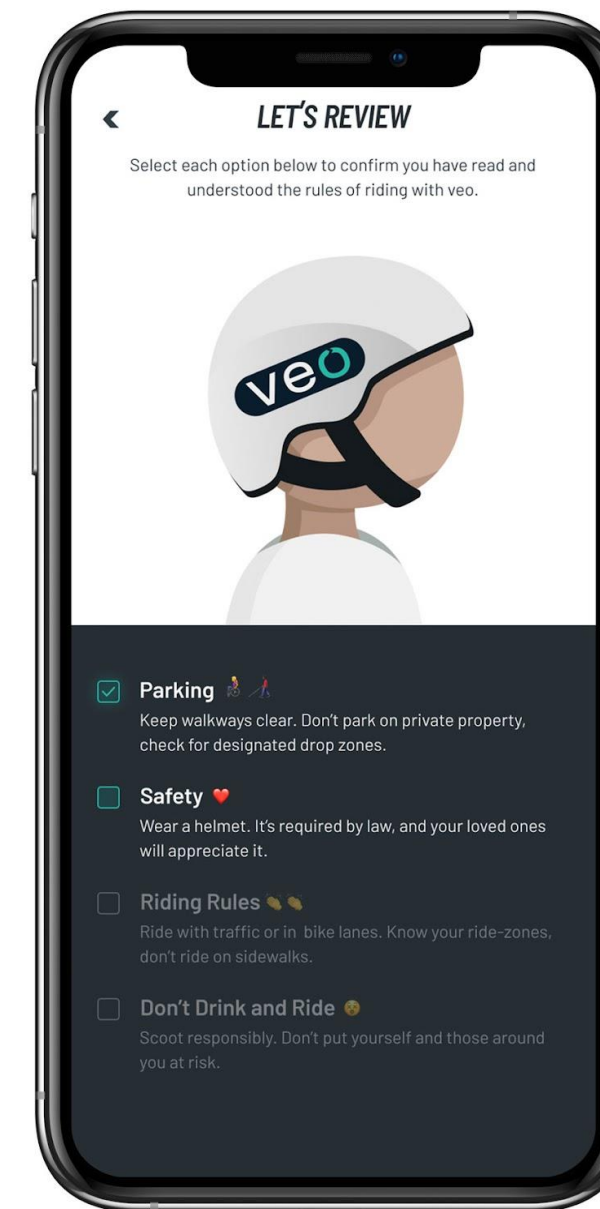 LET'S REVIEW
Select each option below to confirm you have read and
understood the rules of riding with veo.
veo
Parking
Keep walkways clear. Don't park on private property,
check for designated drop zones.
Safety ❤️
Wear a helmet. It's required by law, and your loved ones
will appreciate it.
Riding Rules 👏👏
Ride with traffic or in bike lanes. Know your ride-zones,
don't ride on sidewalks.
Don't Drink and Ride 😵
Scoot responsibly. Don't put yourself and those around
you at risk.